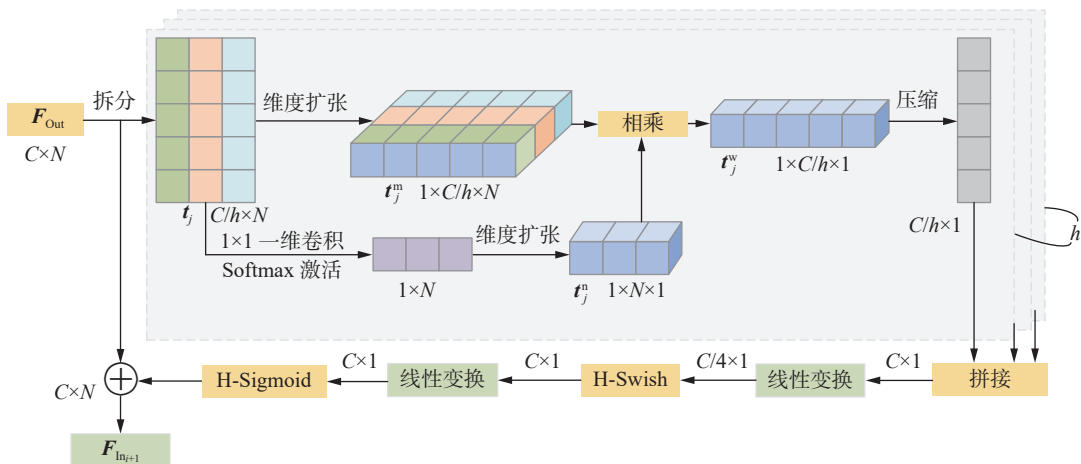 F_Out
C×N
拆分
t_j
C/h×N
维度扩张
t_j^m
1×C/h×N
相乘
t_j^w
1×C/h×1
压缩
C/h×1
h
1×1 一维卷积
Softmax 激活
1×N
维度扩张
t_j^n
1×N×1
拼接
C×1
线性变换
C/4×1
H-Swish
C×1
线性变换
C×1
H-Sigmoid
C×N
F_In_{i+1}